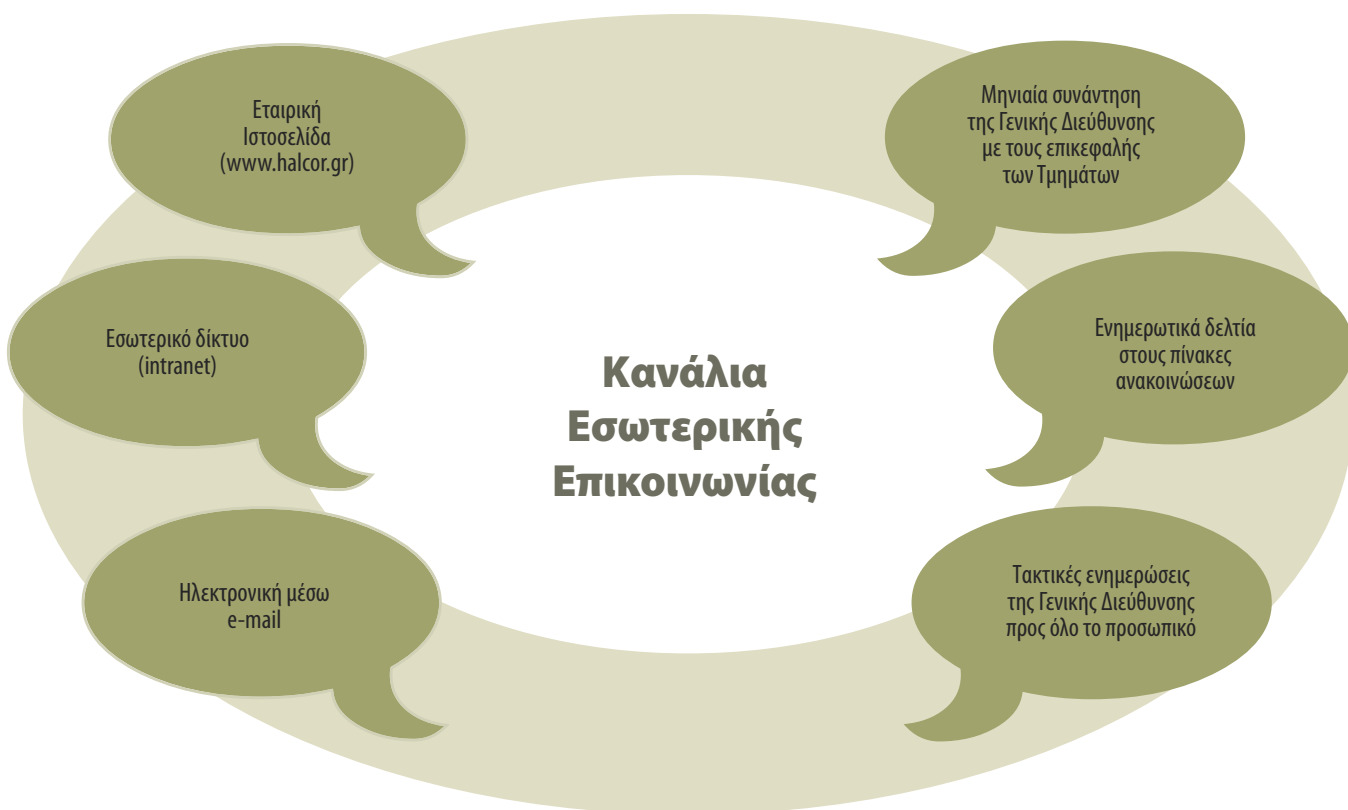 Εταιρική
Ιστοσελίδα
(www.halcor.gr)
Μηνιαία συνάντηση
της Γενικής Διεύθυνσης
με τους επικεφαλής
των Τμημάτων
Εσωτερικό δίκτυο
(intranet)
Κανάλια
Εσωτερικής
Επικοινωνίας
Ενημερωτικά δελτία
στους πίνακες
ανακοινώσεων
Ηλεκτρονική μέσω
e-mail
Τακτικές ενημερώσεις
της Γενικής Διεύθυνσης
προς όλο το προσωπικό